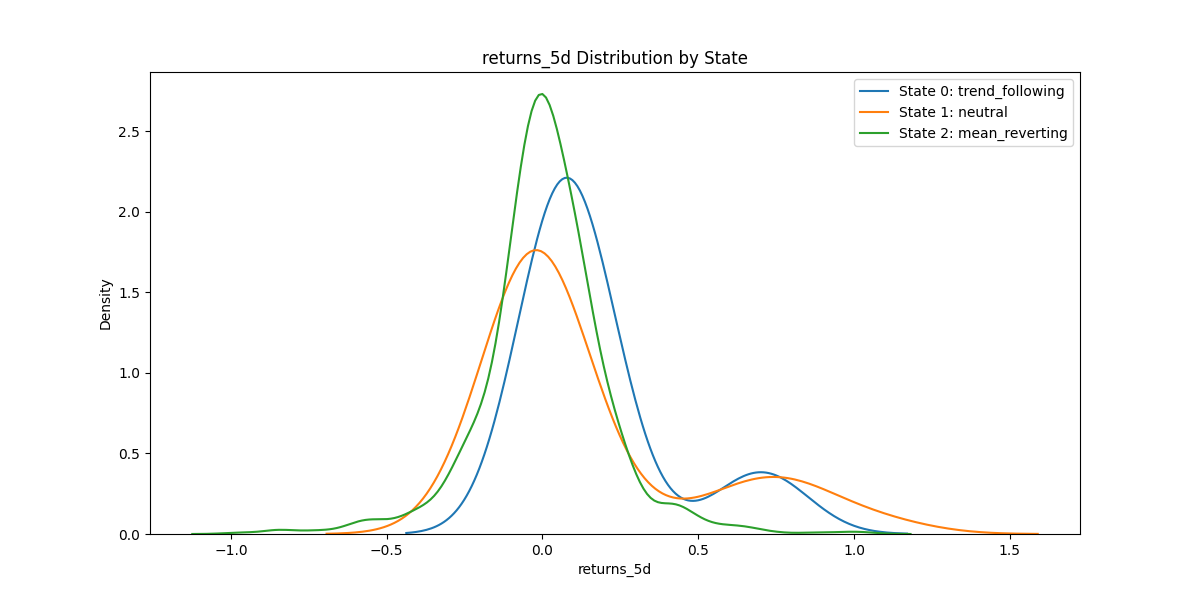 returns_5d Distribution by State
State 0: trend_following
State 1: neutral
State 2: mean_reverting
Density
2.5
2.0
1.5
1.0
0.5
0.0
−1.0
−0.5
0.0
0.5
1.0
1.5
returns_5d